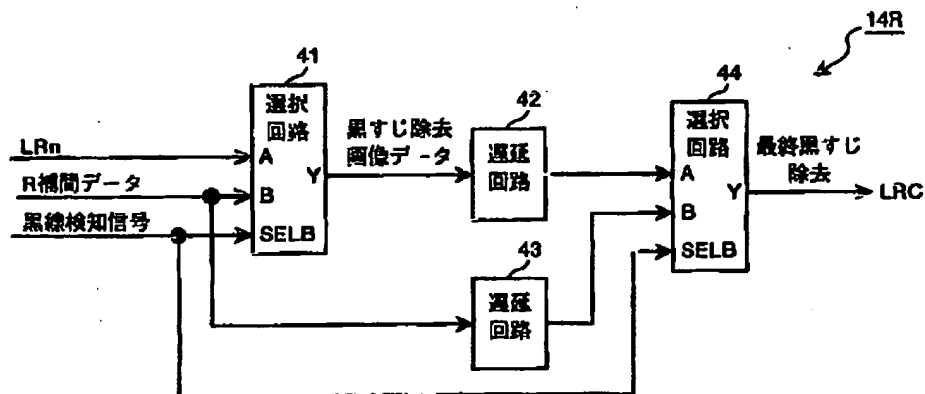 14R
41
選択
回路
A
B
Y
SELB
LRn
R補間データ
黒線検知信号
黒すじ除去
画像データ
42
遅延
回路
43
遅延
回路
44
選択
回路
A
B
Y
SELB
最終黒すじ
除去
LRC